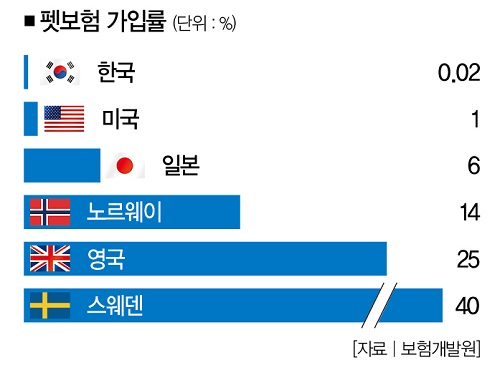 ■ 펫보험 가입률 (단위 : %)
한국 0.02
미국 1
일본 6
노르웨이 14
영국 25
스웨덴 40
[자료 | 보험개발원]